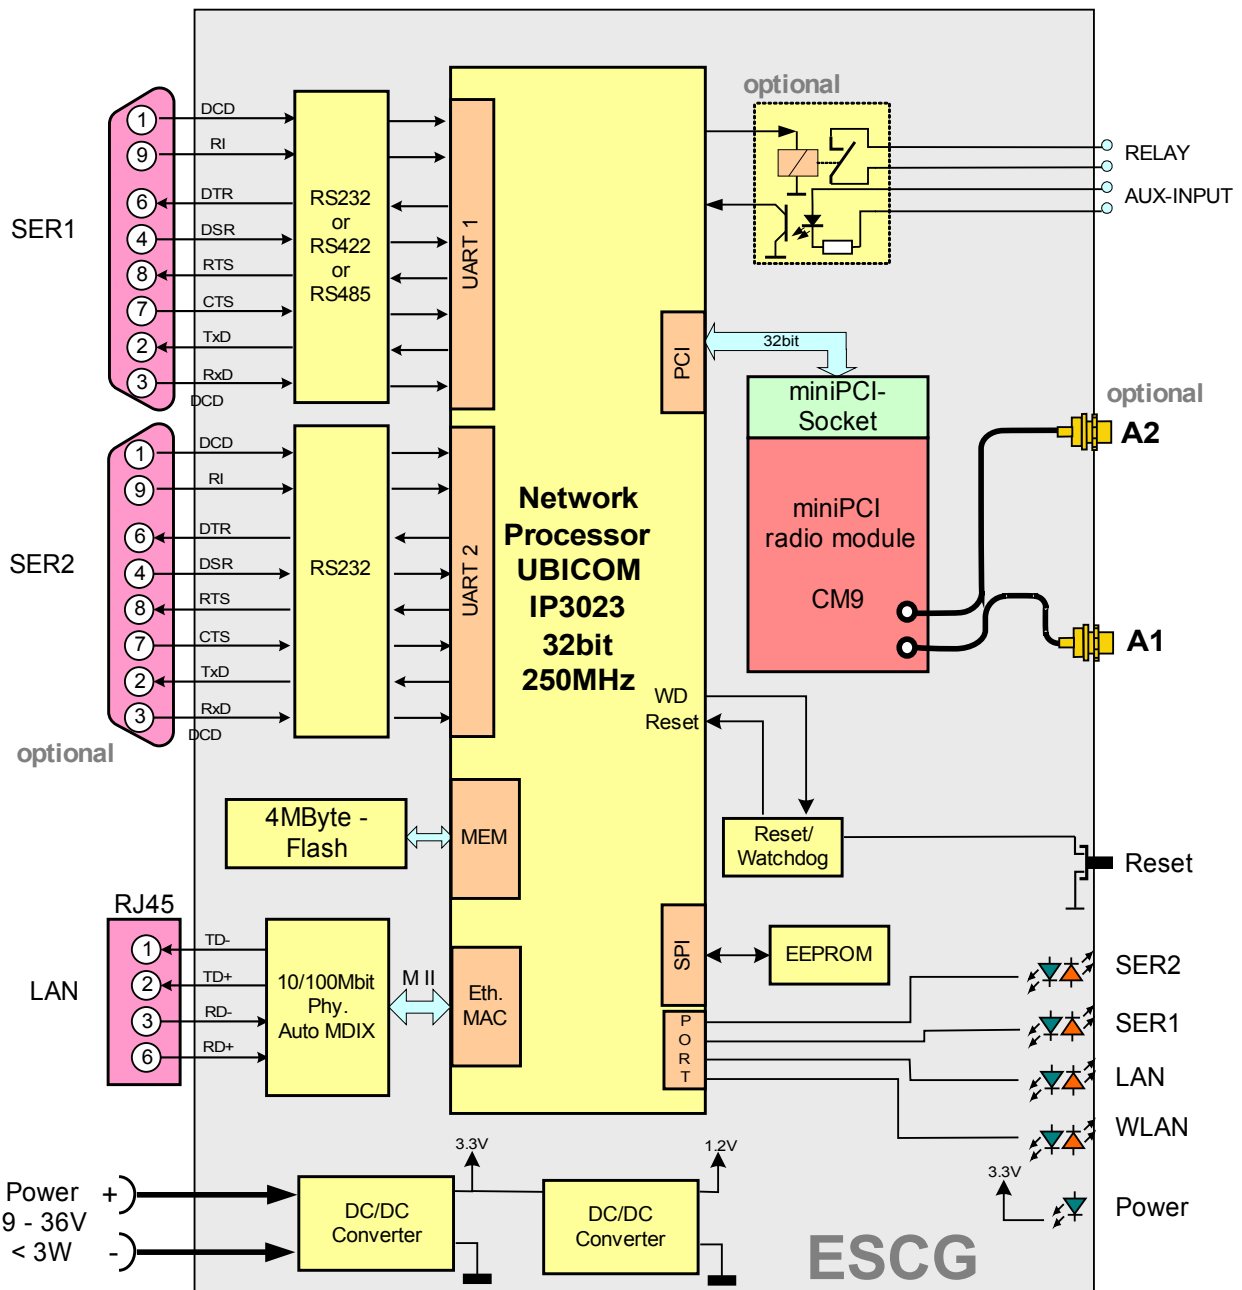 optional
RELAY
AUX-INPUT
SER1
1
9
6
4
8
7
2
3
DCD
RI
DTR
DSR
RTS
CTS
TxD
RxD
DCD
RS232
or
RS422
or
RS485
UART 1
PCI
32bit
miniPCI-
Socket
miniPCI
radio module
CM9
optional
A2
A1
SER2
optional
1
9
6
4
8
7
2
3
DCD
RI
DTR
DSR
RTS
CTS
TxD
RxD
DCD
RS232
UART 2
Network
Processor
UBICOM
IP3023
32bit
250MHz
WD
Reset
Reset/
Watchdog
Reset
4MByte -
Flash
MEM
RJ45
LAN
1
2
3
6
TD-
TD+
RD-
RD+
10/100Mbit
Phy.
Auto MDIX
M II
Eth.
MAC
SPI
EEPROM
P
O
R
T
SER2
SER1
LAN
WLAN
3.3V
Power
Power
9 - 36V
< 3W
+
-
DC/DC
Converter
3.3V
DC/DC
Converter
1.2V
ESCG